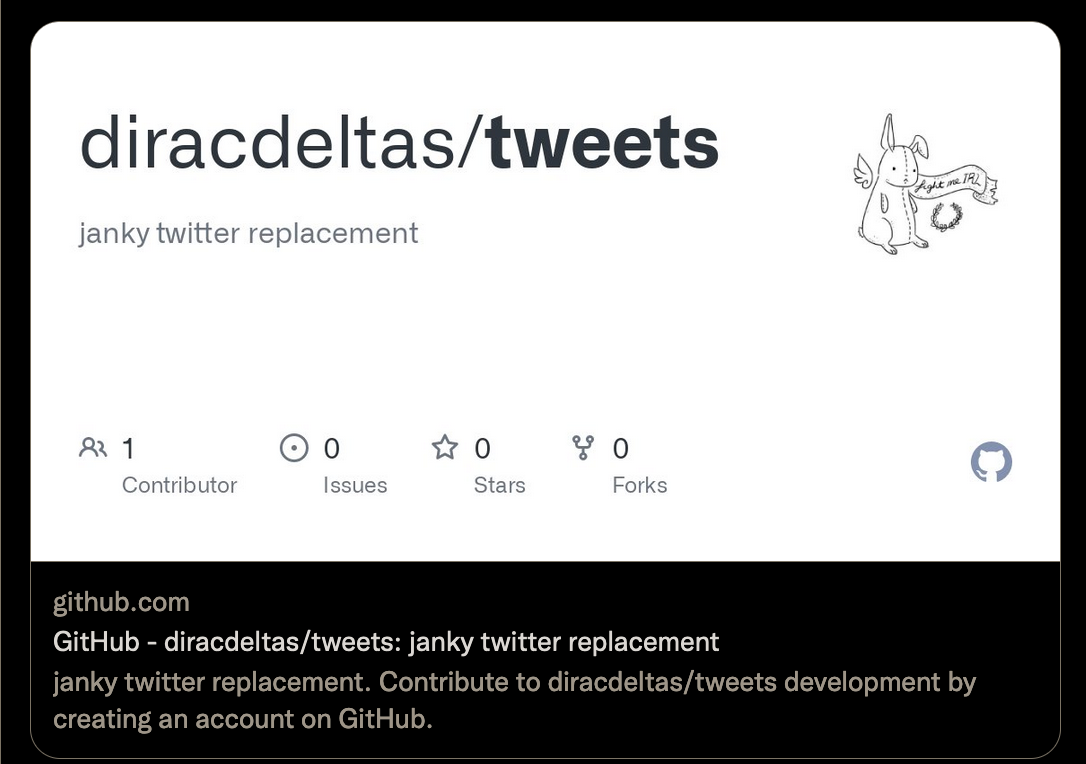 diracdeltas/tweets
fight me IRL
janky twitter replacement
1 0 0 0
Contributor Issues Stars Forks
github.com
GitHub - diracdeltas/tweets: janky twitter replacement
janky twitter replacement. Contribute to diracdeltas/tweets development by
creating an account on GitHub.